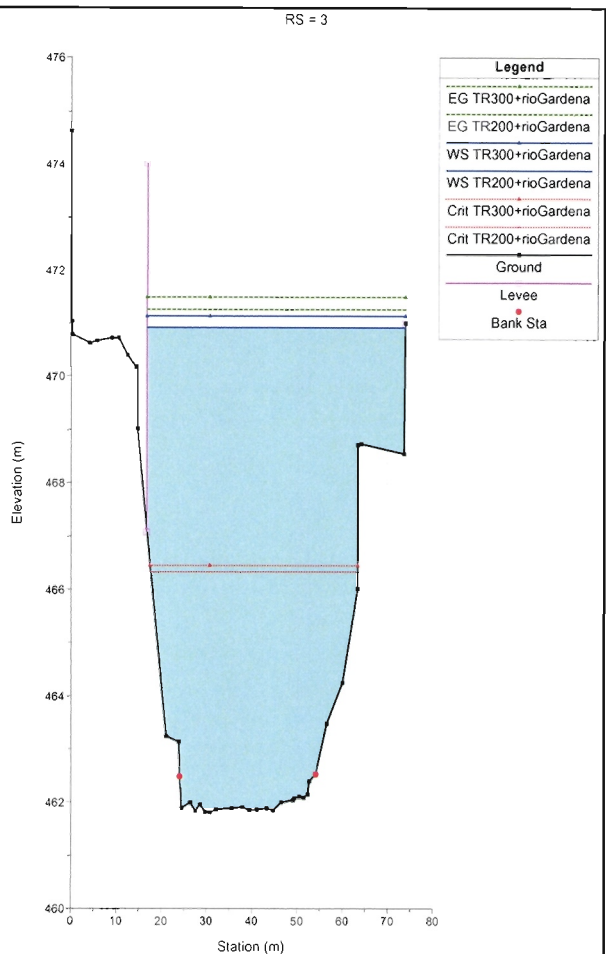 RS = 3
476
474
472
470
468
466
464
462
460
Elevation (m)
0
10
20
30
40
50
60
70
80
Station (m)
Legend
EG TR300+rioGardena
EG TR200+rioGardena
WS TR300+rioGardena
WS TR200+rioGardena
Crit TR300+rioGardena
Crit TR200+rioGardena
Ground
Levee
Bank Sta